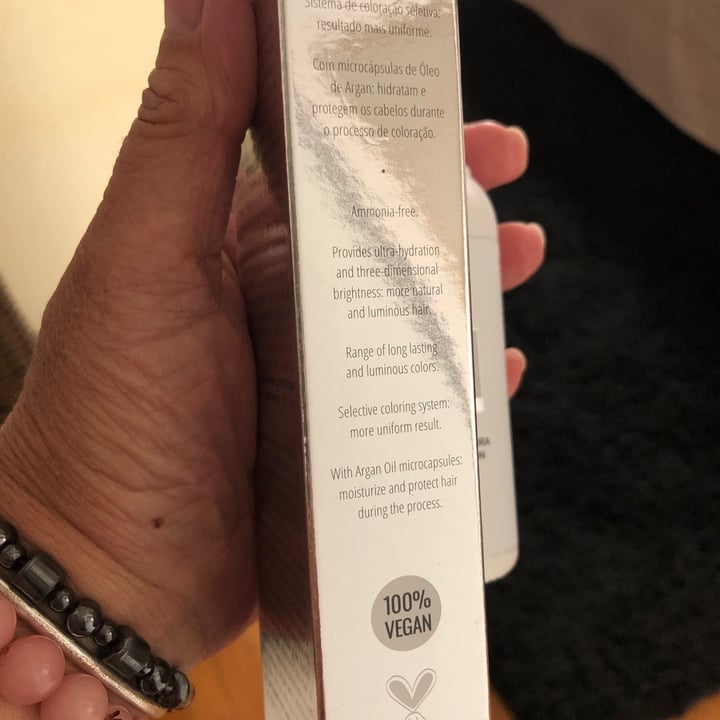 Sistema de coloração seletiva:
resultado mais uniforme.
Com microcápsulas de Óleo
de Argan: hidratam e
protegem os cabelos durante
o processo de coloração.
Ammonia-free.
Provides ultra-hydration
and three-dimensional
brightness: more natural
and luminous hair.
Range of long lasting
and luminous colors.
Selective coloring system:
more uniform result.
With Argan Oil microcapsules:
moisturize and protect hair
during the process.
100%
VEGAN